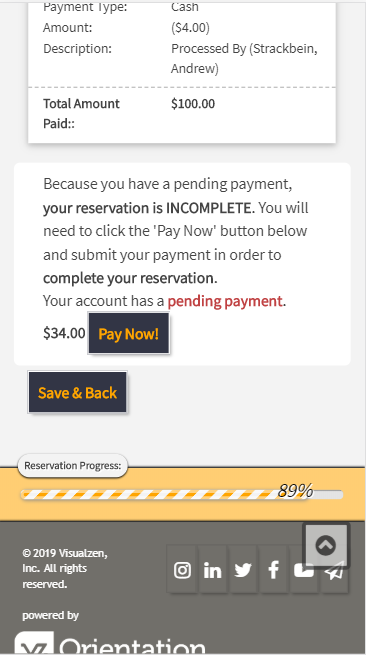 Payment Type: Cash
Amount: ($4.00)
Description: Processed By (Strackbein,
Andrew)
Total Amount $100.00
Paid::
Because you have a pending payment,
your reservation is INCOMPLETE. You will
need to click the 'Pay Now' button below
and submit your payment in order to
complete your reservation.
Your account has a pending payment.
$34.00 Pay Now!
Save & Back
Reservation Progress:
89%
© 2019 Visualzen,
Inc. All rights
reserved.
powered by
VZ Orientation